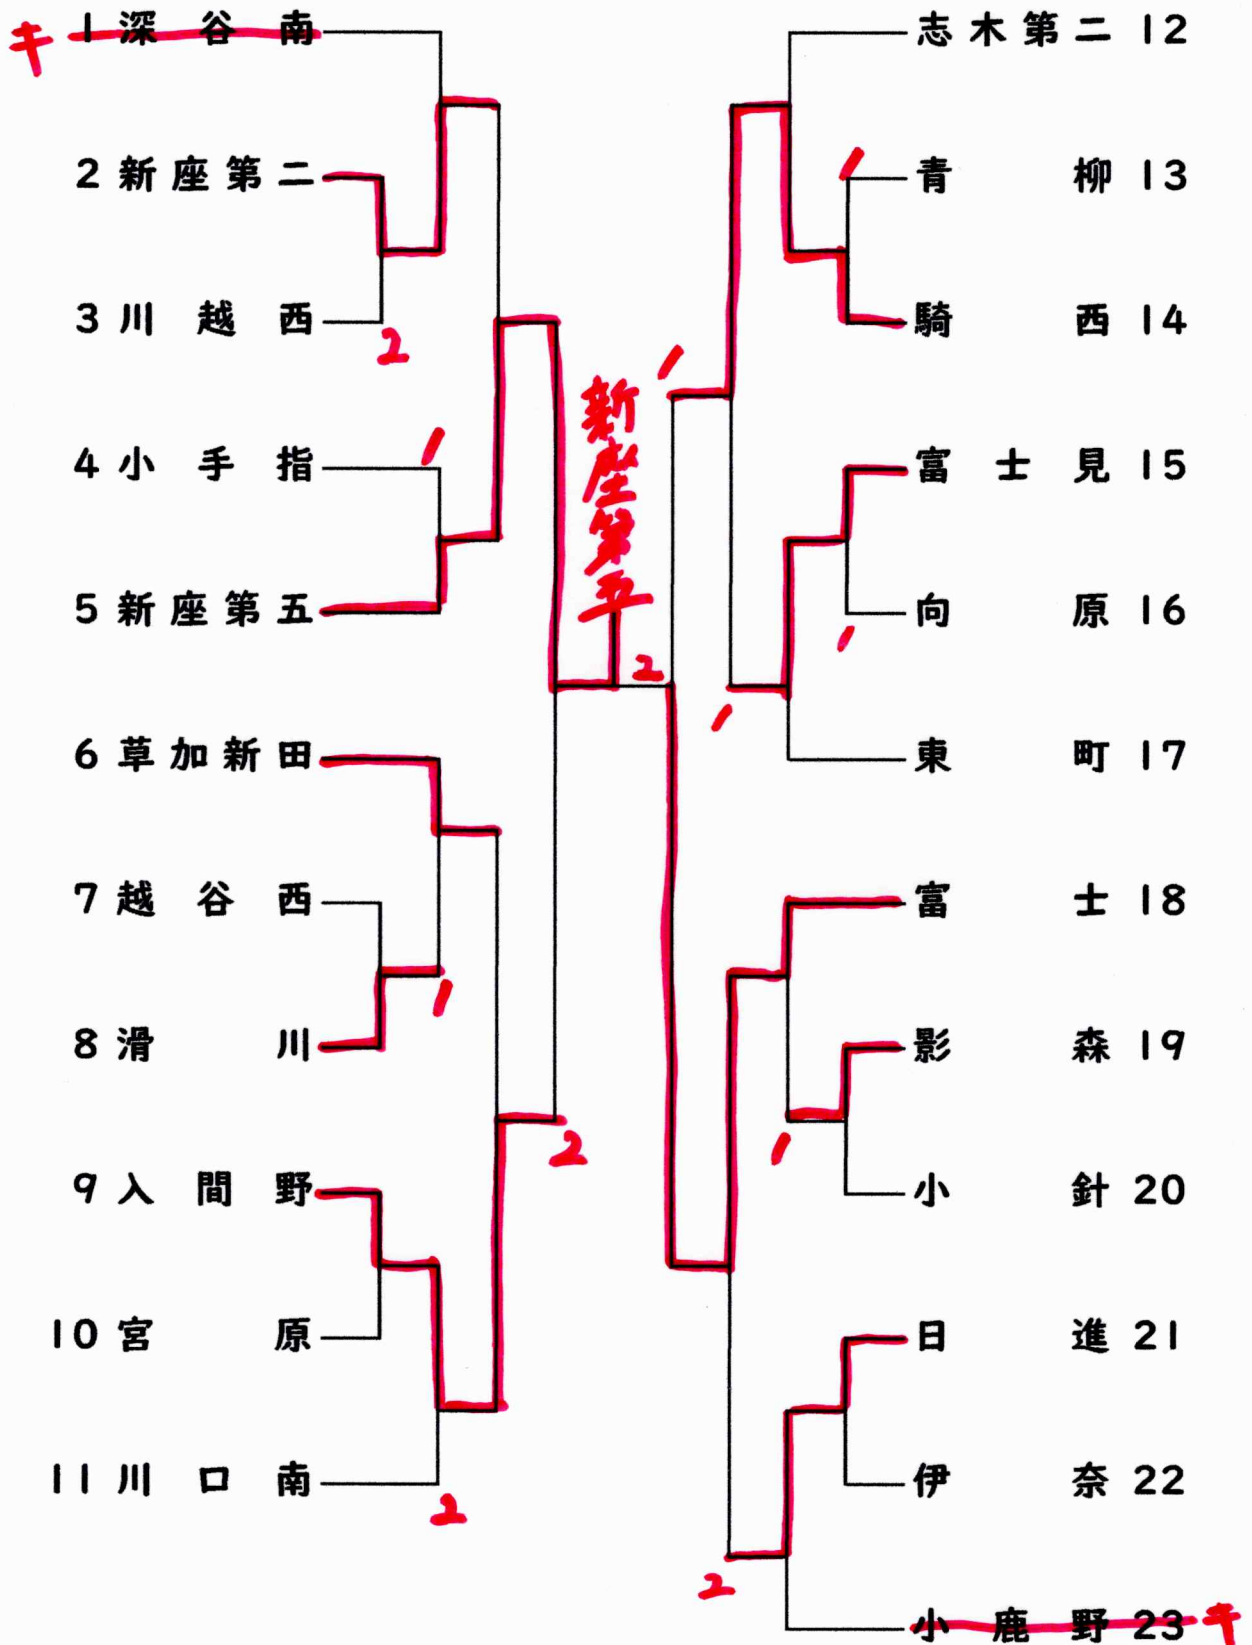 キ 1 深谷南
2 新座第二
3 川越西
2
4 小手指
1
5 新座第五
6 草加新田
7 越谷西
8 滑川
1
9 入間野
10 宮原
11 川口南
2
2
新座第五
2
1
1
2
志木第二 12
1
青柳 13
騎西 14
富士見 15
向原 16
1
東町 17
富士 18
影森 19
1
小針 20
日進 21
伊奈 22
小鹿野 23 キ